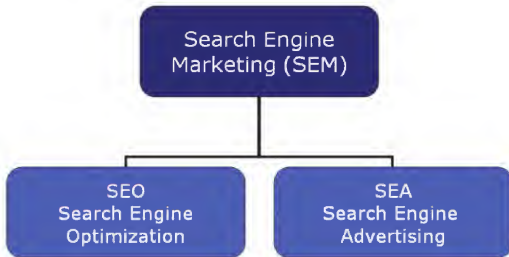 Search Engine
Marketing (SEM)
SEO
Search Engine
Optimization
SEA
Search Engine
Advertising